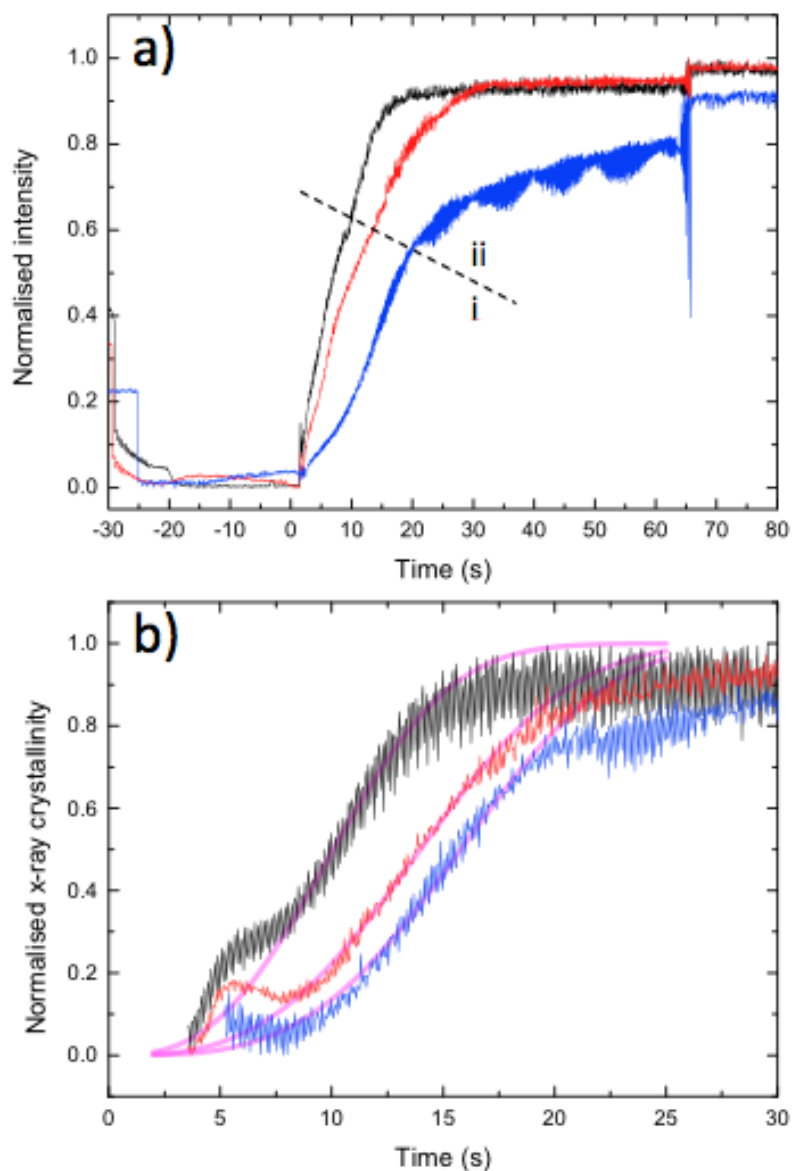 a)
1.0
0.8
0.6
0.4
0.2
0.0
Normalised intensity
ii
i
-30 -20 -10 0 10 20 30 40 50 60 70 80
Time (s)
b)
1.0
0.8
0.6
0.4
0.2
0.0
Normalised x-ray crystallinity
0 5 10 15 20 25 30
Time (s)